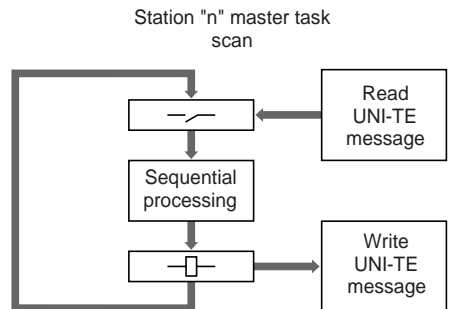 Station "n" master task
scan
Read
UNI-TE
message
Sequential
processing
Write
UNI-TE
message